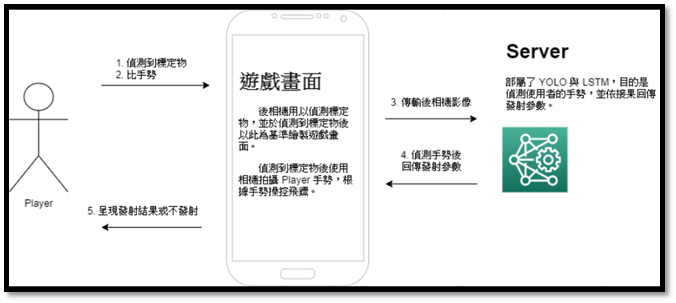 1. 偵測到標定物
2. 比手勢
Player
5. 呈現發射結果或不發射
遊戲畫面
後相機用以偵測標定
物，並於偵測到標定物後
以此為基準繪製遊戲畫
面。
偵測到標定物後使用
相機拍攝 Player 手勢，根
據手勢操控飛鏢。
3. 傳輸後相機影像
4. 偵測手勢後
回傳發射參數
Server
部屬了 YOLO 與 LSTM，目的是
偵測使用者的手勢，並依接果回傳
發射參數。